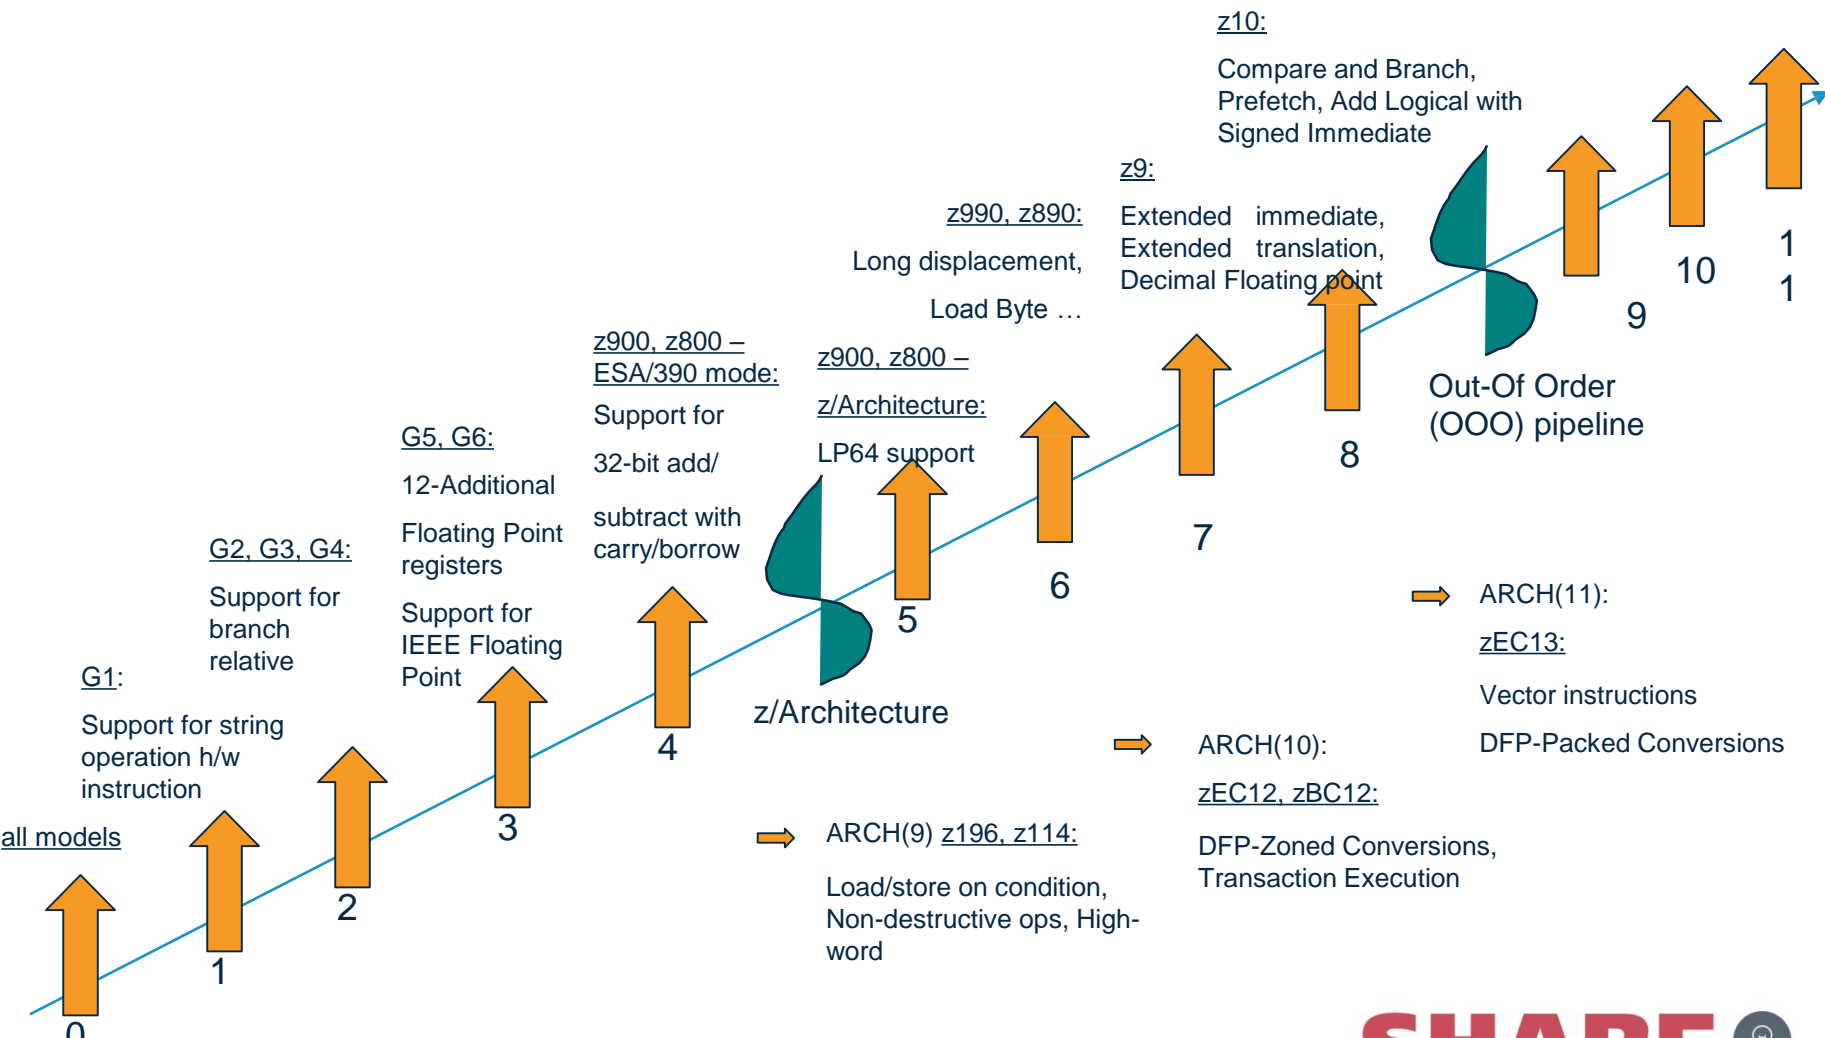 all models
0
G1:
Support for string
operation h/w
instruction
1
G2, G3, G4:
Support for
branch
relative
2
G5, G6:
12-Additional
Floating Point
registers
Support for
IEEE Floating
Point
3
z900, z800 –
ESA/390 mode:
Support for
32-bit add/
subtract with
carry/borrow
4
z/Architecture
z900, z800 –
z/Architecture:
LP64 support
5
z990, z890:
Long displacement,
Load Byte …
6
z9:
Extended immediate,
Extended translation,
Decimal Floating point
7
z10:
Compare and Branch,
Prefetch, Add Logical with
Signed Immediate
8
Out-Of Order
(OOO) pipeline
9
10
1
1
ARCH(9) z196, z114:
Load/store on condition,
Non-destructive ops, High-
word
ARCH(10):
zEC12, zBC12:
DFP-Zoned Conversions,
Transaction Execution
ARCH(11):
zEC13:
Vector instructions
DFP-Packed Conversions
SHARE